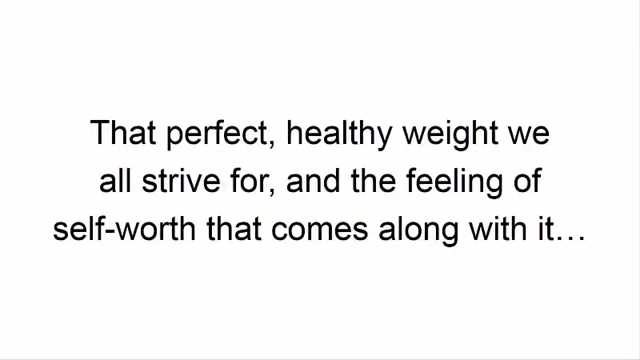 That perfect, healthy weight we
all strive for, and the feeling of
self-worth that comes along with it…